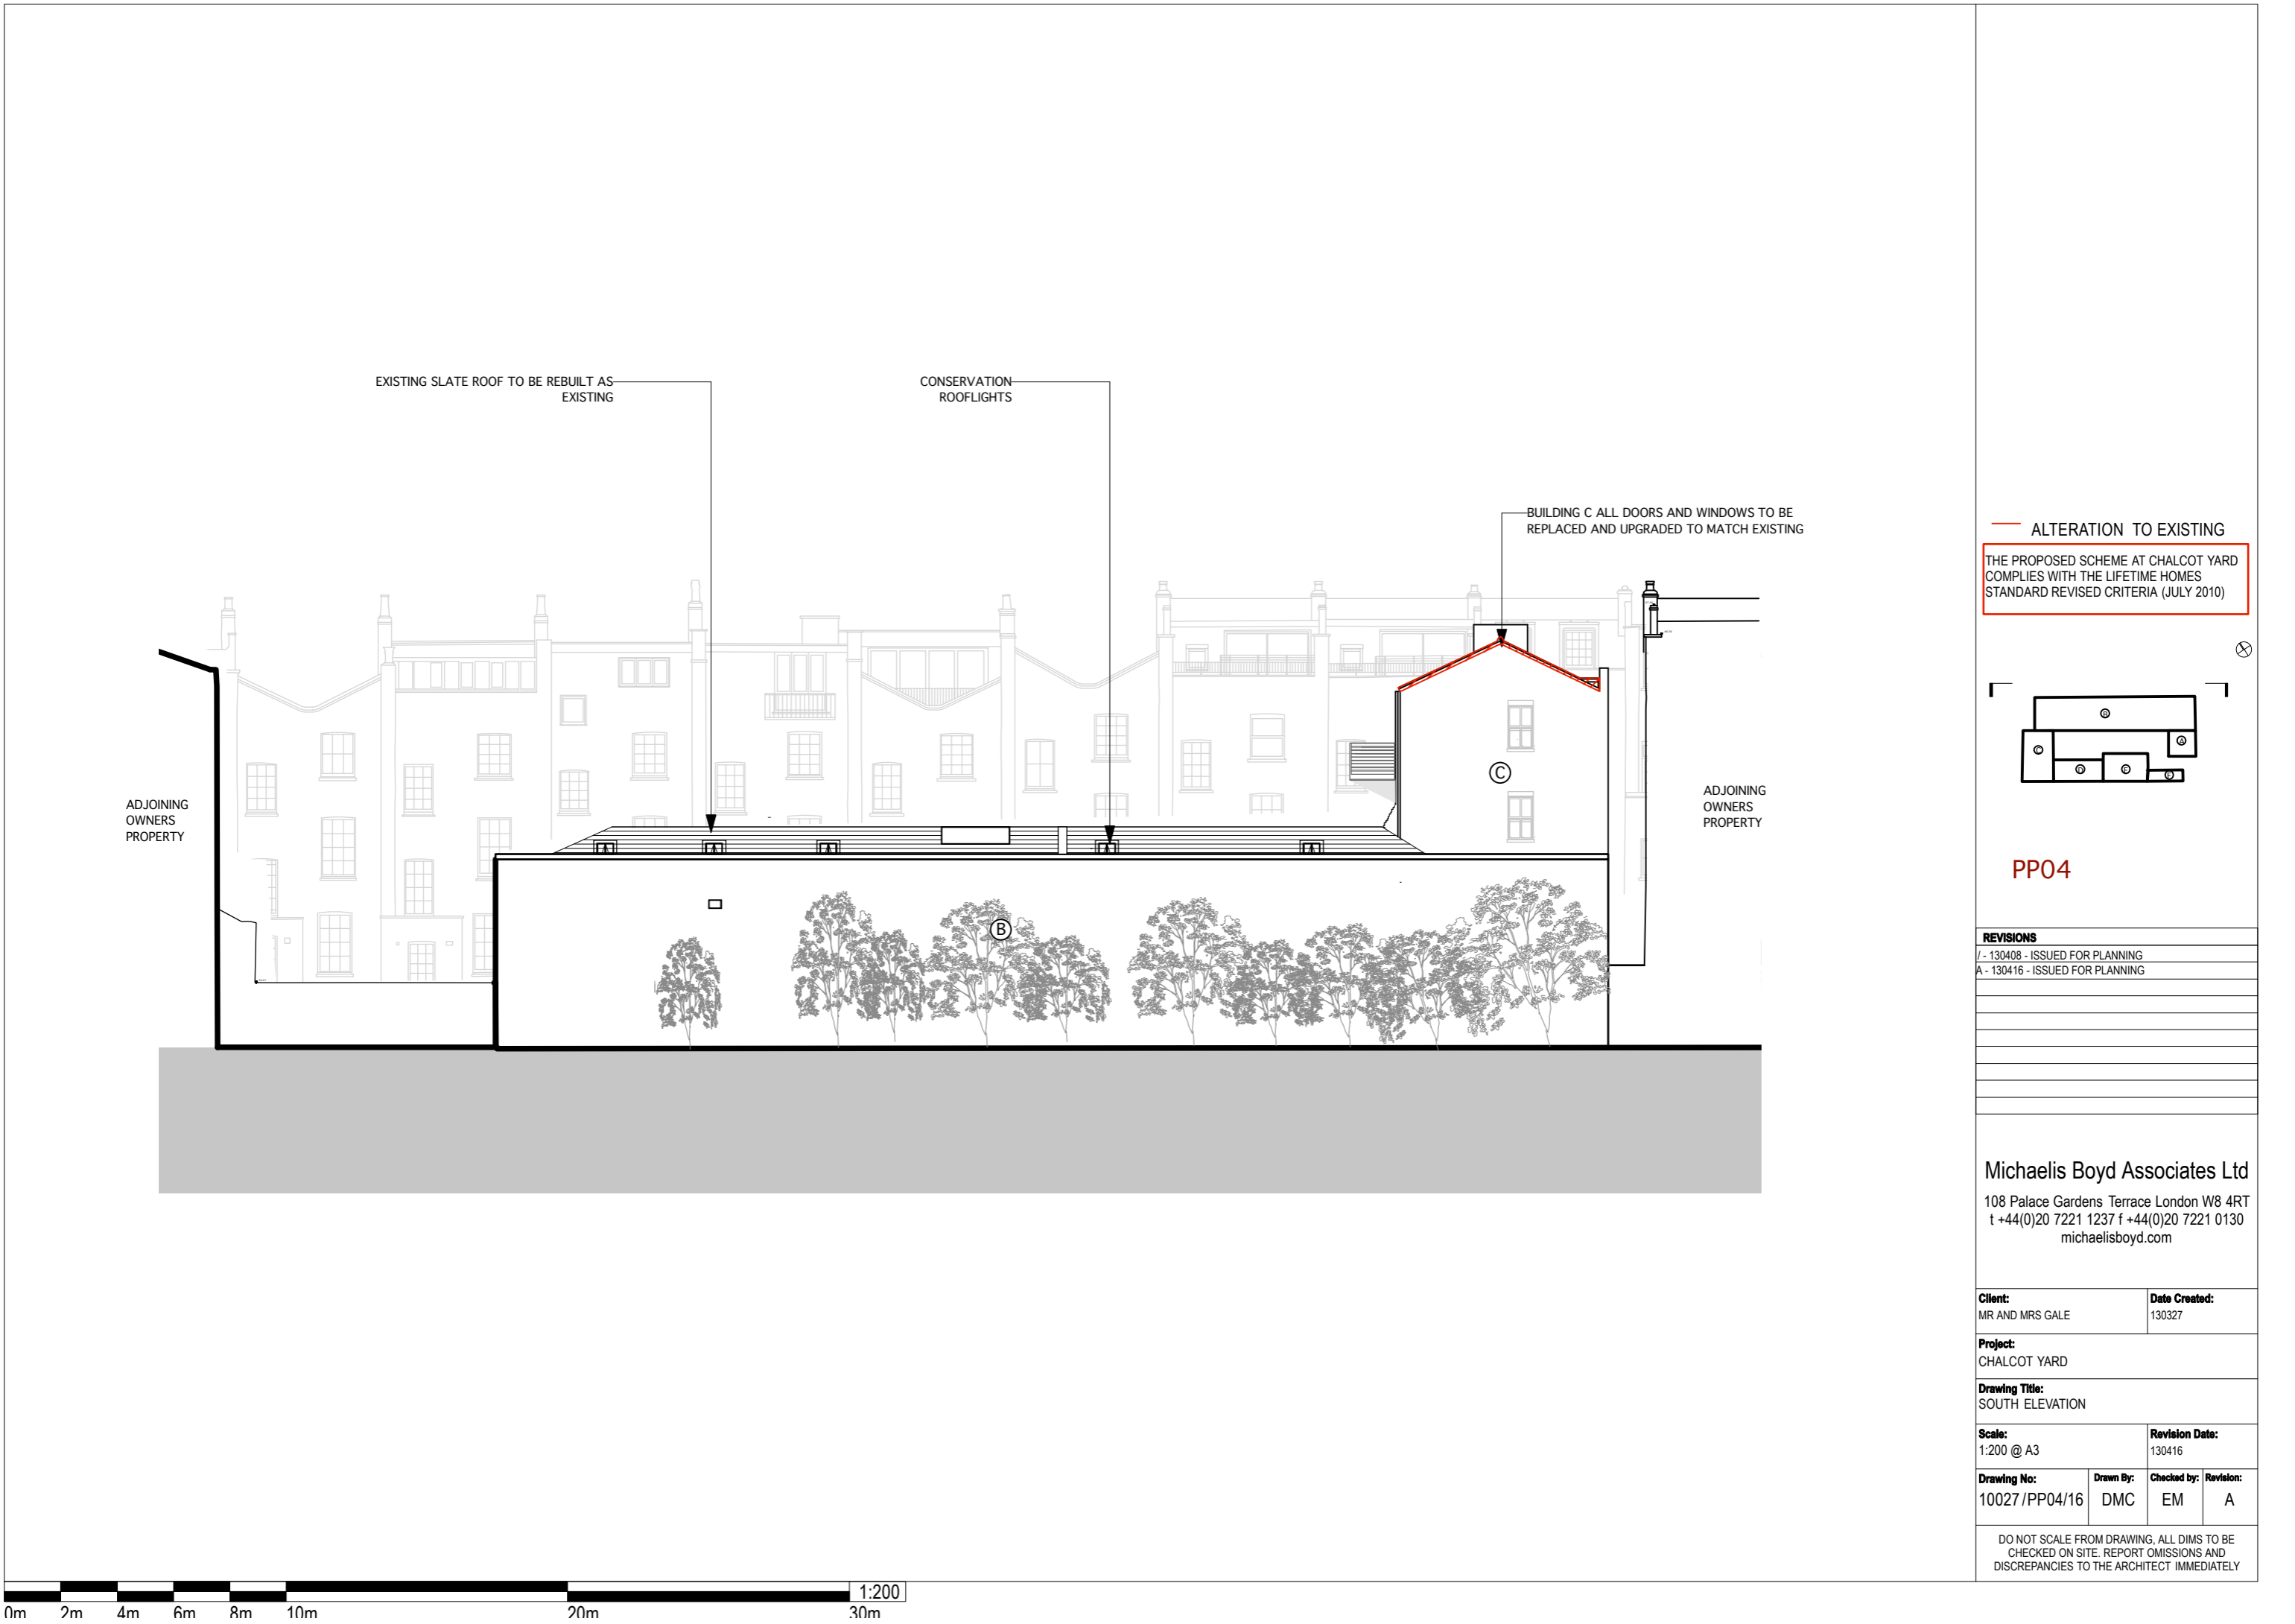 EXISTING SLATE ROOF TO BE REBUILT AS
EXISTING
CONSERVATION
ROOFLIGHTS
BUILDING C ALL DOORS AND WINDOWS TO BE
REPLACED AND UPGRADED TO MATCH EXISTING
ADJOINING
OWNERS
PROPERTY
C
B
ADJOINING
OWNERS
PROPERTY
ALTERATION TO EXISTING
THE PROPOSED SCHEME AT CHALCOT YARD
COMPLIES WITH THE LIFETIME HOMES
STANDARD REVISED CRITERIA (JULY 2010)
B
C
A
D
E
F
PP04
REVISIONS
/ - 130408 - ISSUED FOR PLANNING
A - 130416 - ISSUED FOR PLANNING
Michaelis Boyd Associates Ltd
108 Palace Gardens Terrace London W8 4RT
t +44(0)20 7221 1237 f +44(0)20 7221 0130
michaelisboyd.com
Client:
MR AND MRS GALE
Date Created:
130327
Project:
CHALCOT YARD
Drawing Title:
SOUTH ELEVATION
Scale:
1:200 @ A3
Revision Date:
130416
Drawing No:
10027/PP04/16
Drawn By:
DMC
Checked by:
EM
Revision:
A
DO NOT SCALE FROM DRAWING, ALL DIMS TO BE
CHECKED ON SITE. REPORT OMISSIONS AND
DISCREPANCIES TO THE ARCHITECT IMMEDIATELY
1:200
0m 2m 4m 6m 8m 10m 20m 30m